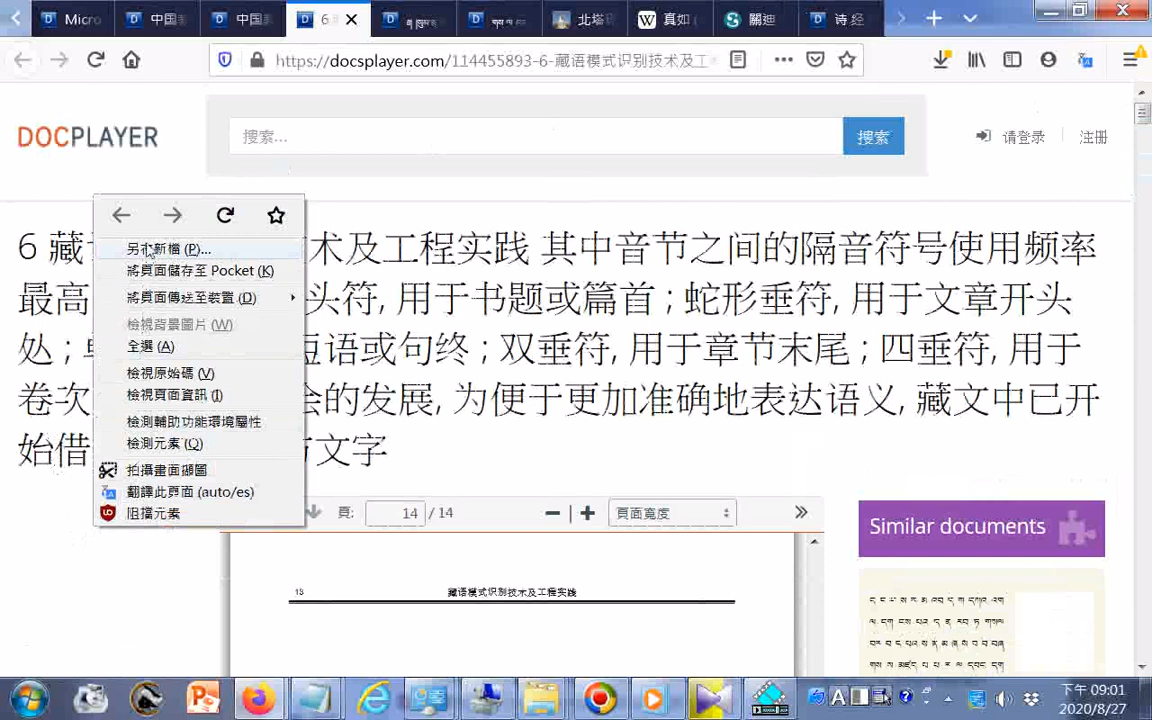 Micro
中国
中国
6
北塔
W 真如
關迪
诗 经
https://docsplayer.com/114455893-6-藏语模式识别技术及工
DOCPLAYER
搜索...
搜索
请登录
注册
6 藏
术及工程实践 其中音节之间的隔音符号使用频率
最高
头符, 用于书题或篇首 ; 蛇形垂符, 用于文章开头
处 ;
短语或句终 ; 双垂符, 用于章节末尾 ; 四垂符, 用于
卷次
会的发展, 为便于更加准确地表达语义, 藏文中已开
始借
与文字
另存新檔 (P)...
將頁面儲存至 Pocket (K)
將頁面傳送至裝置 (D)
檢視背景圖片 (W)
全選 (A)
檢視原始碼 (V)
檢視頁面資訊 (I)
檢測輔助功能環境屬性
檢測元素 (Q)
拍攝畫面擷圖
翻譯此頁面 (auto/es)
阻擋元素
頁:
14 / 14
頁面寬度
Similar documents
13
藏语模式识别技术及工程实践
下午 09:01
2020/8/27